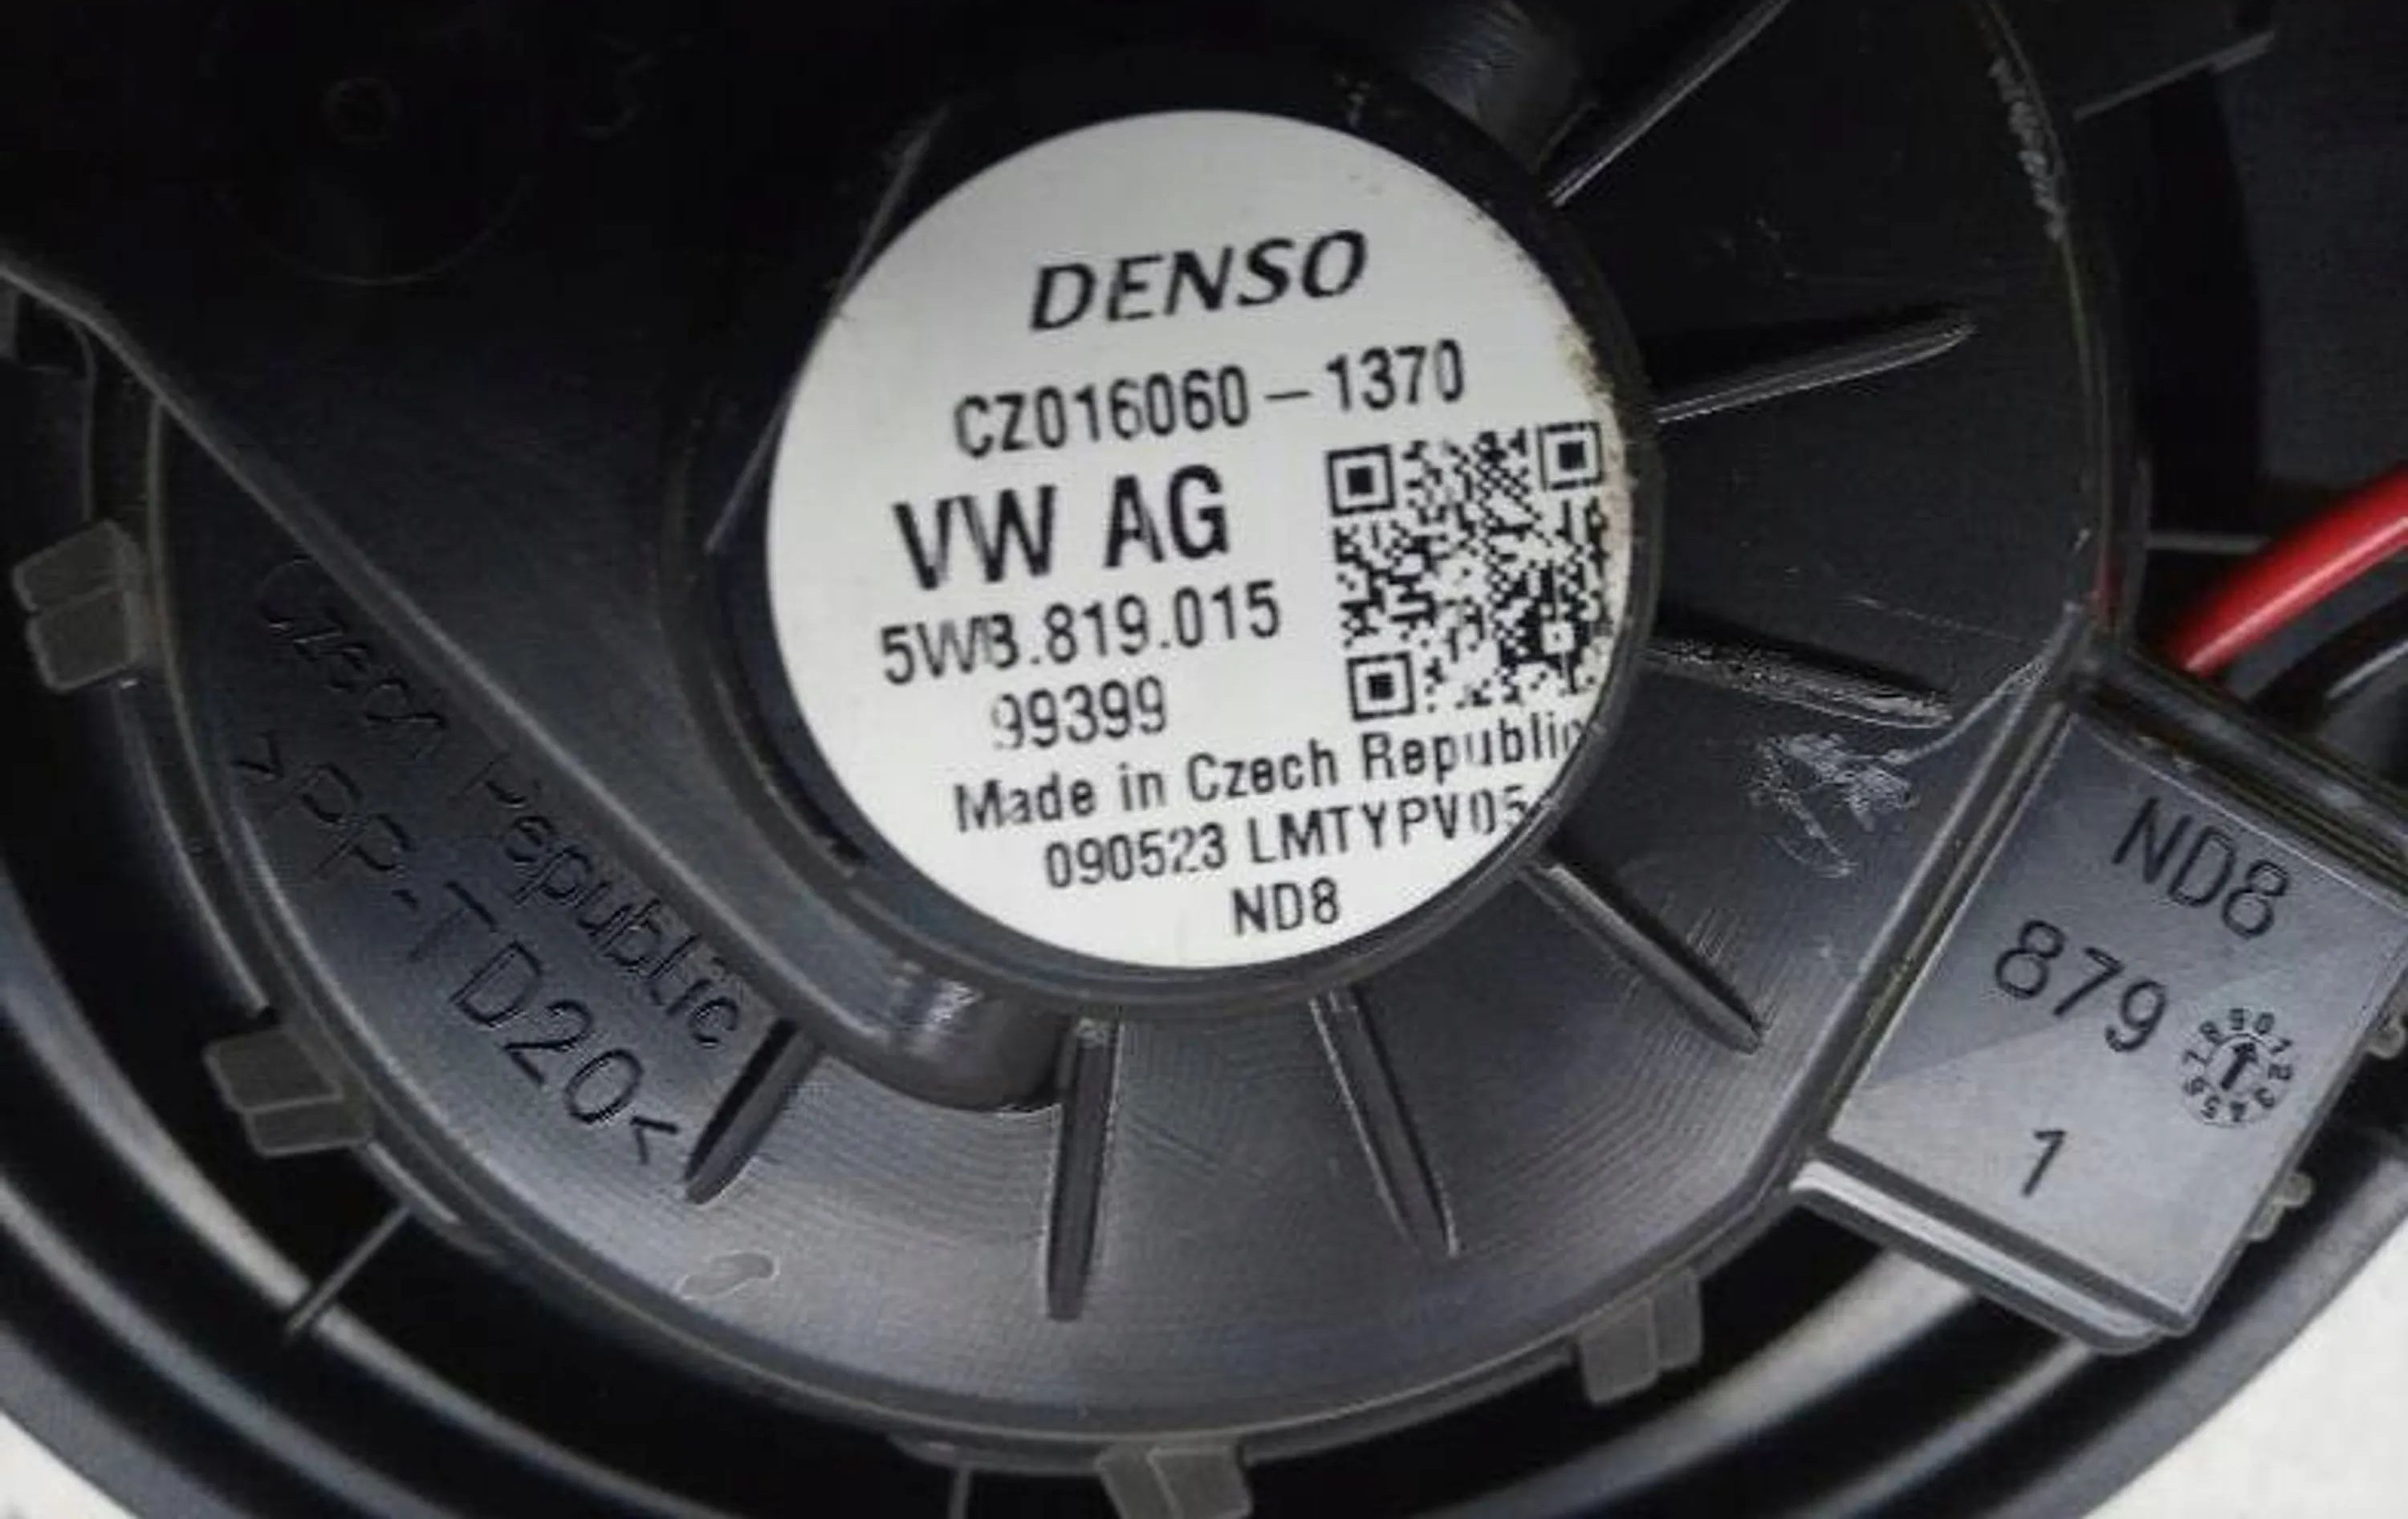 DENSO
CZ016060-1370
VW AG
5WB.819.015
99399
Made in Czech Republic
090523 LMTYPV05
ND8
Czech Republic
>PP-TD20<
ND8
879
1